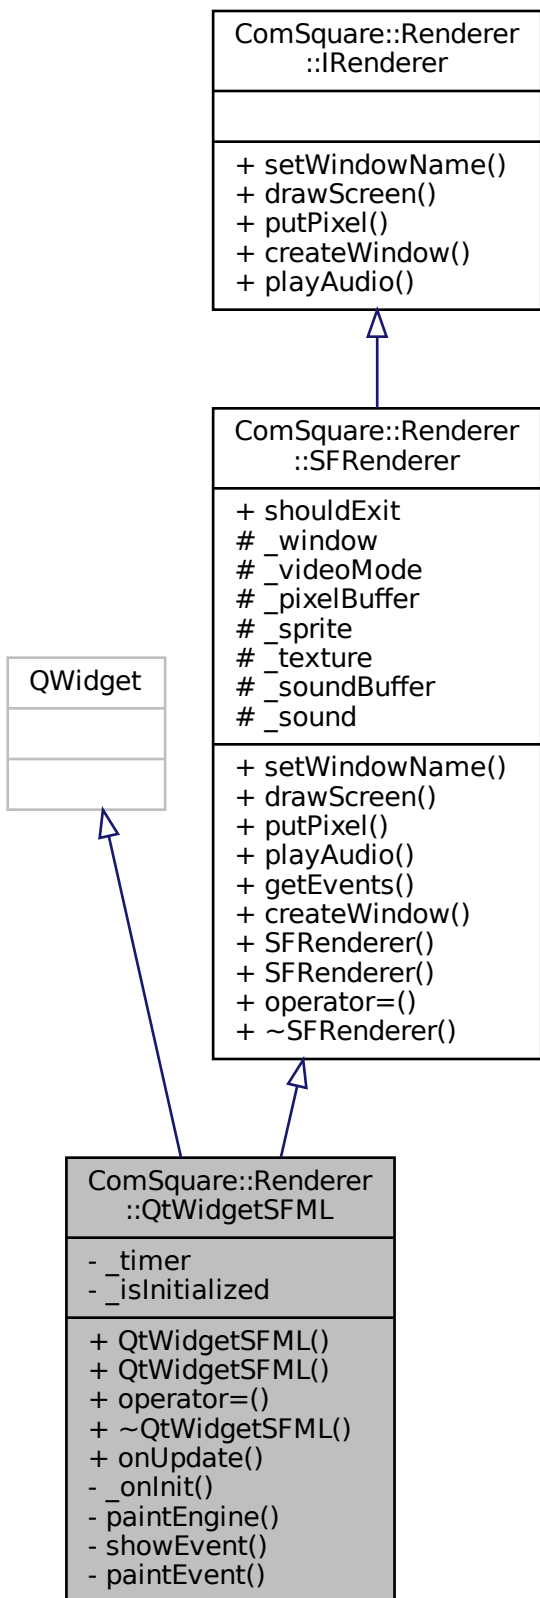 ComSquare::Renderer
::IRenderer
+ setWindowName()
+ drawScreen()
+ putPixel()
+ createWindow()
+ playAudio()
ComSquare::Renderer
::SFRenderer
+ shouldExit
# _window
# _videoMode
# _pixelBuffer
# _sprite
# _texture
# _soundBuffer
# _sound
+ setWindowName()
+ drawScreen()
+ putPixel()
+ playAudio()
+ getEvents()
+ createWindow()
+ SFRenderer()
+ SFRenderer()
+ operator=()
+ ~SFRenderer()
QWidget
ComSquare::Renderer
::QtWidgetSFML
- _timer
- _isInitialized
+ QtWidgetSFML()
+ QtWidgetSFML()
+ operator=()
+ ~QtWidgetSFML()
+ onUpdate()
- _onInit()
- paintEngine()
- showEvent()
- paintEvent()